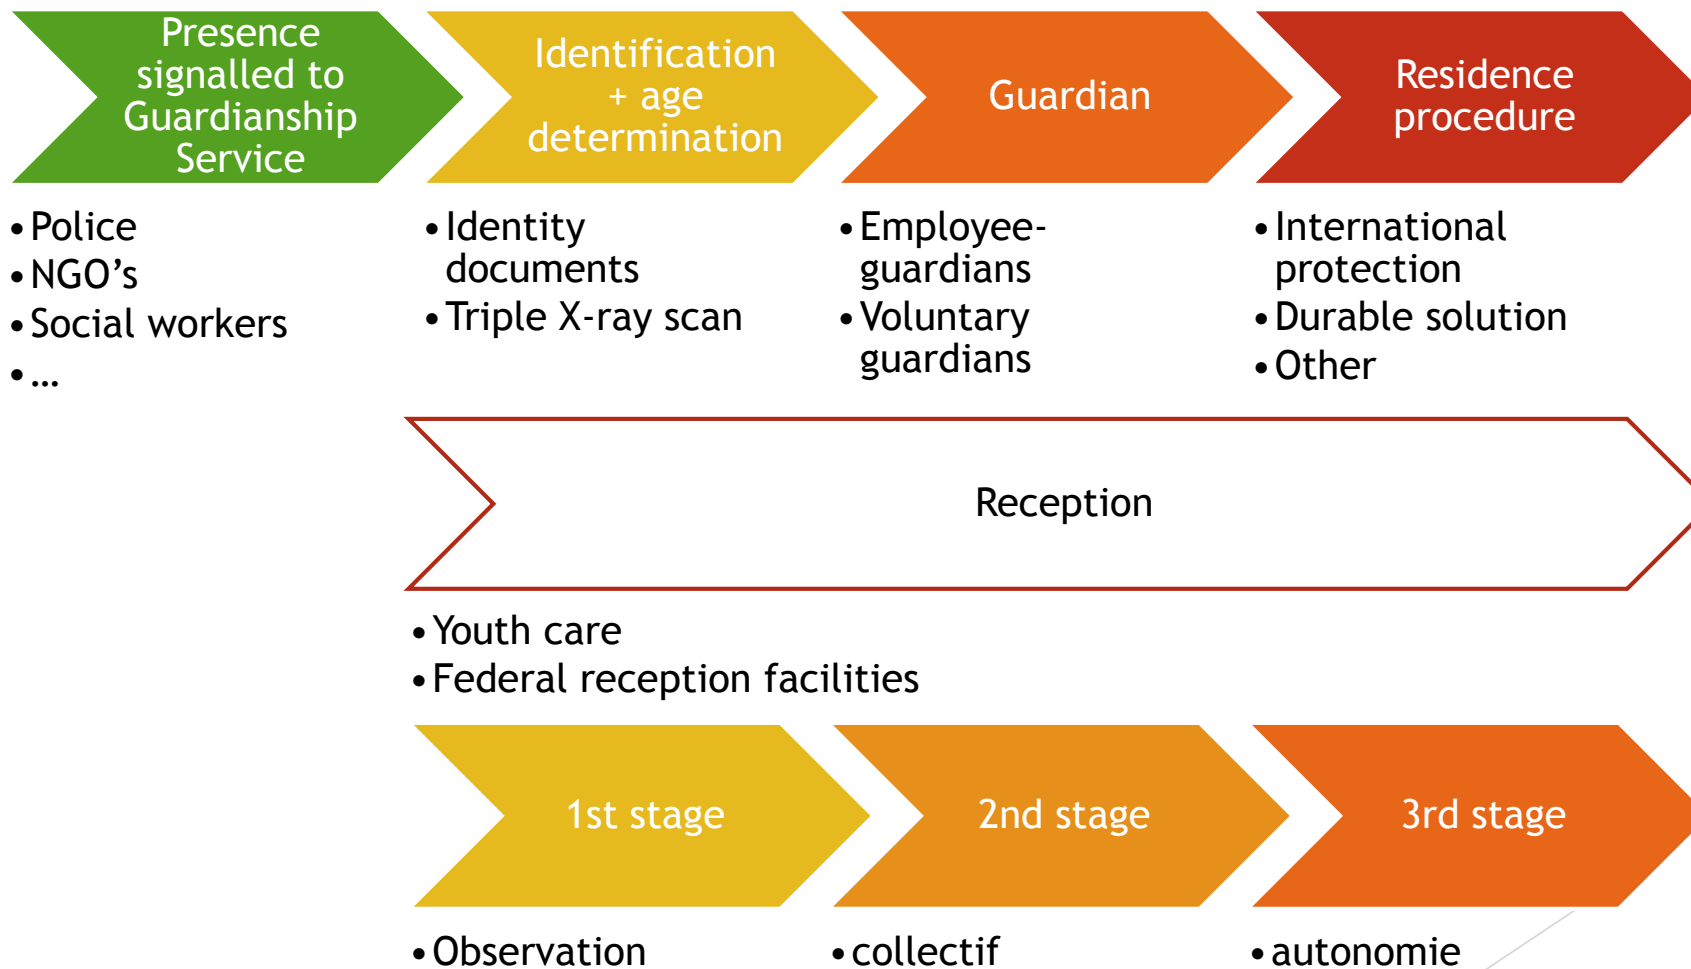 Presence
signalled to
Guardianship
Service
Identification
+ age
determination
Guardian
Residence
procedure
•Police
•NGO’s
•Social workers
•…
•Identity
documents
•Triple X-ray scan
•Employee-
guardians
•Voluntary
guardians
•International
protection
•Durable solution
•Other
Reception
•Youth care
•Federal reception facilities
1st stage
2nd stage
3rd stage
•Observation
•collectif
•autonomie